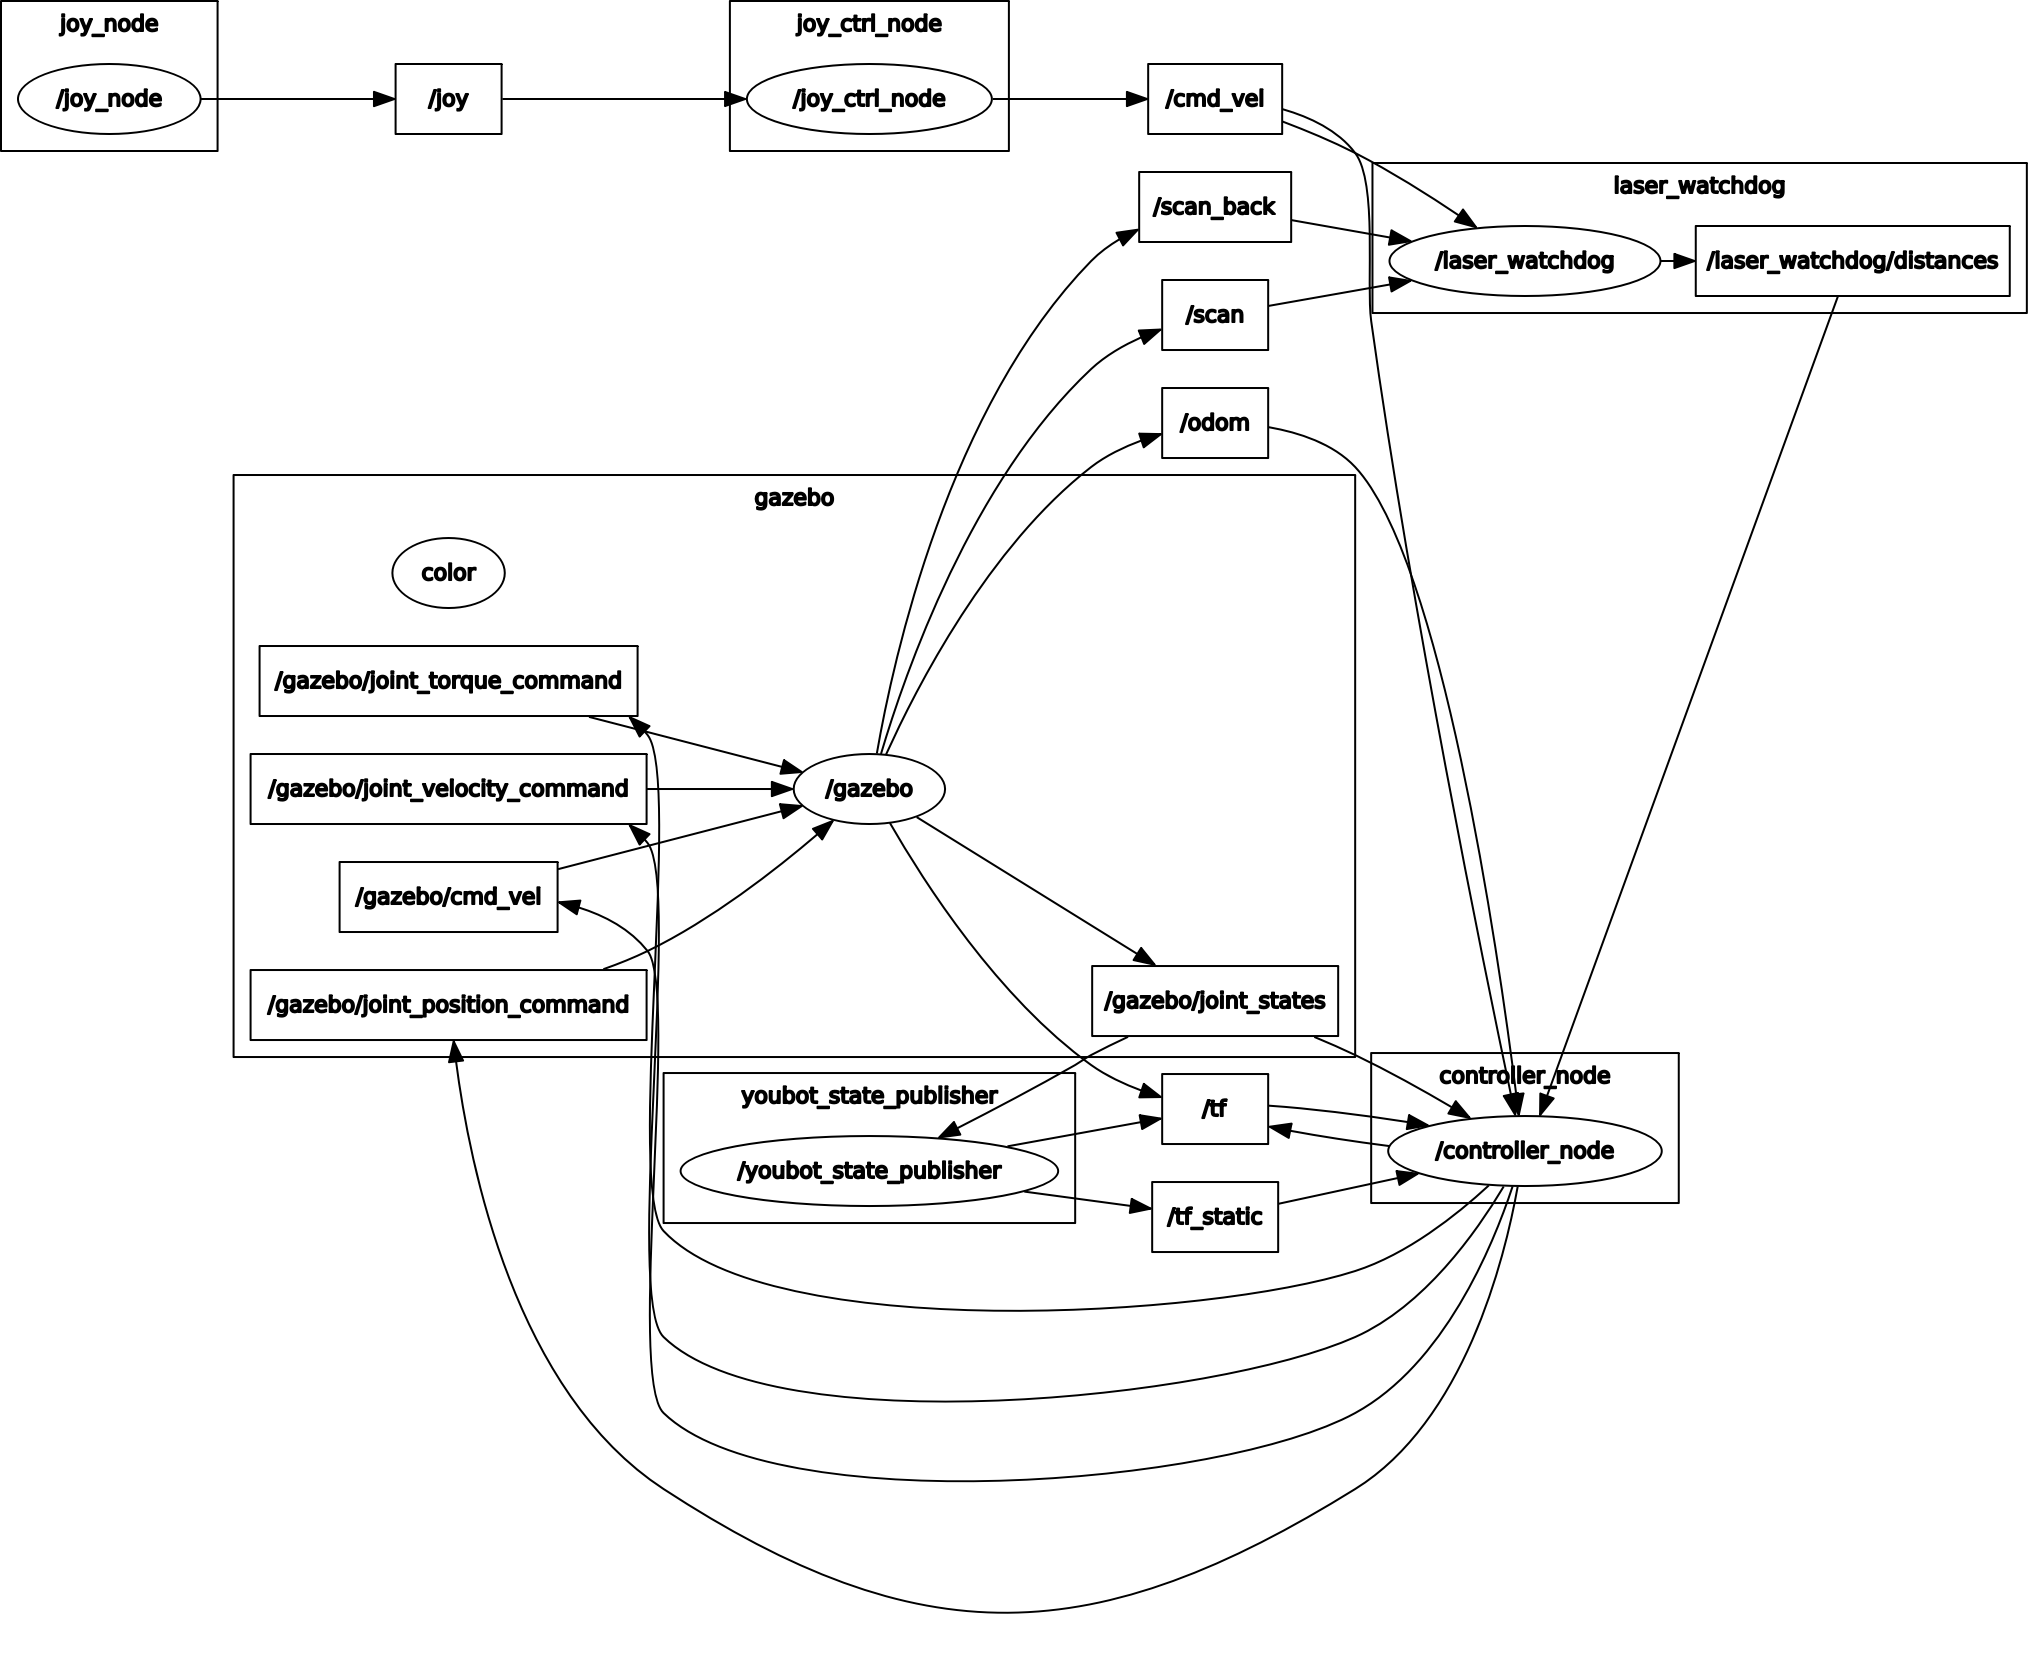 joy_node
/joy_node
/joy
joy_ctrl_node
/joy_ctrl_node
/cmd_vel
/scan_back
laser_watchdog
/laser_watchdog
/laser_watchdog/distances
/scan
/odom
gazebo
color
/gazebo/joint_torque_command
/gazebo/joint_velocity_command
/gazebo
/gazebo/cmd_vel
/gazebo/joint_position_command
/gazebo/joint_states
youbot_state_publisher
/youbot_state_publisher
/tf
/tf_static
controller_node
/controller_node